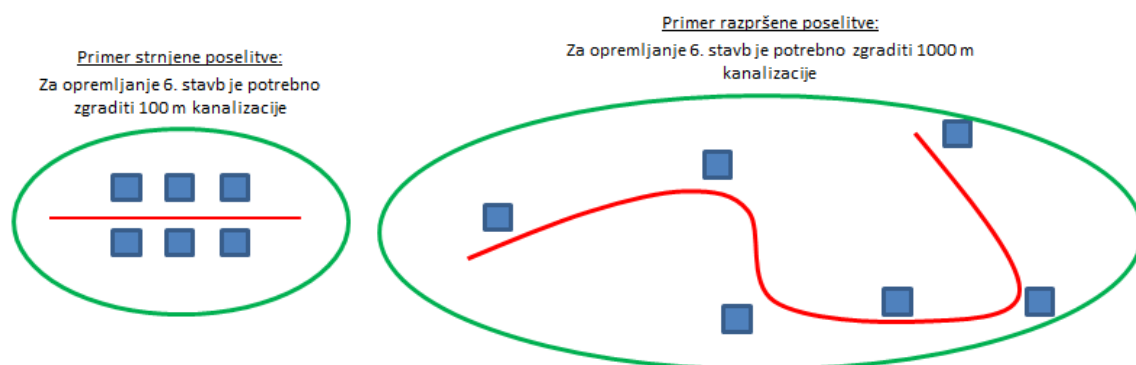 Primer strnjene poselitve:
Za opremljanje 6. stavb je potrebno
zgraditi 100 m kanalizacije
Primer razpršene poselitve:
Za opremljanje 6. stavb je potrebno zgraditi 1000 m
kanalizacije